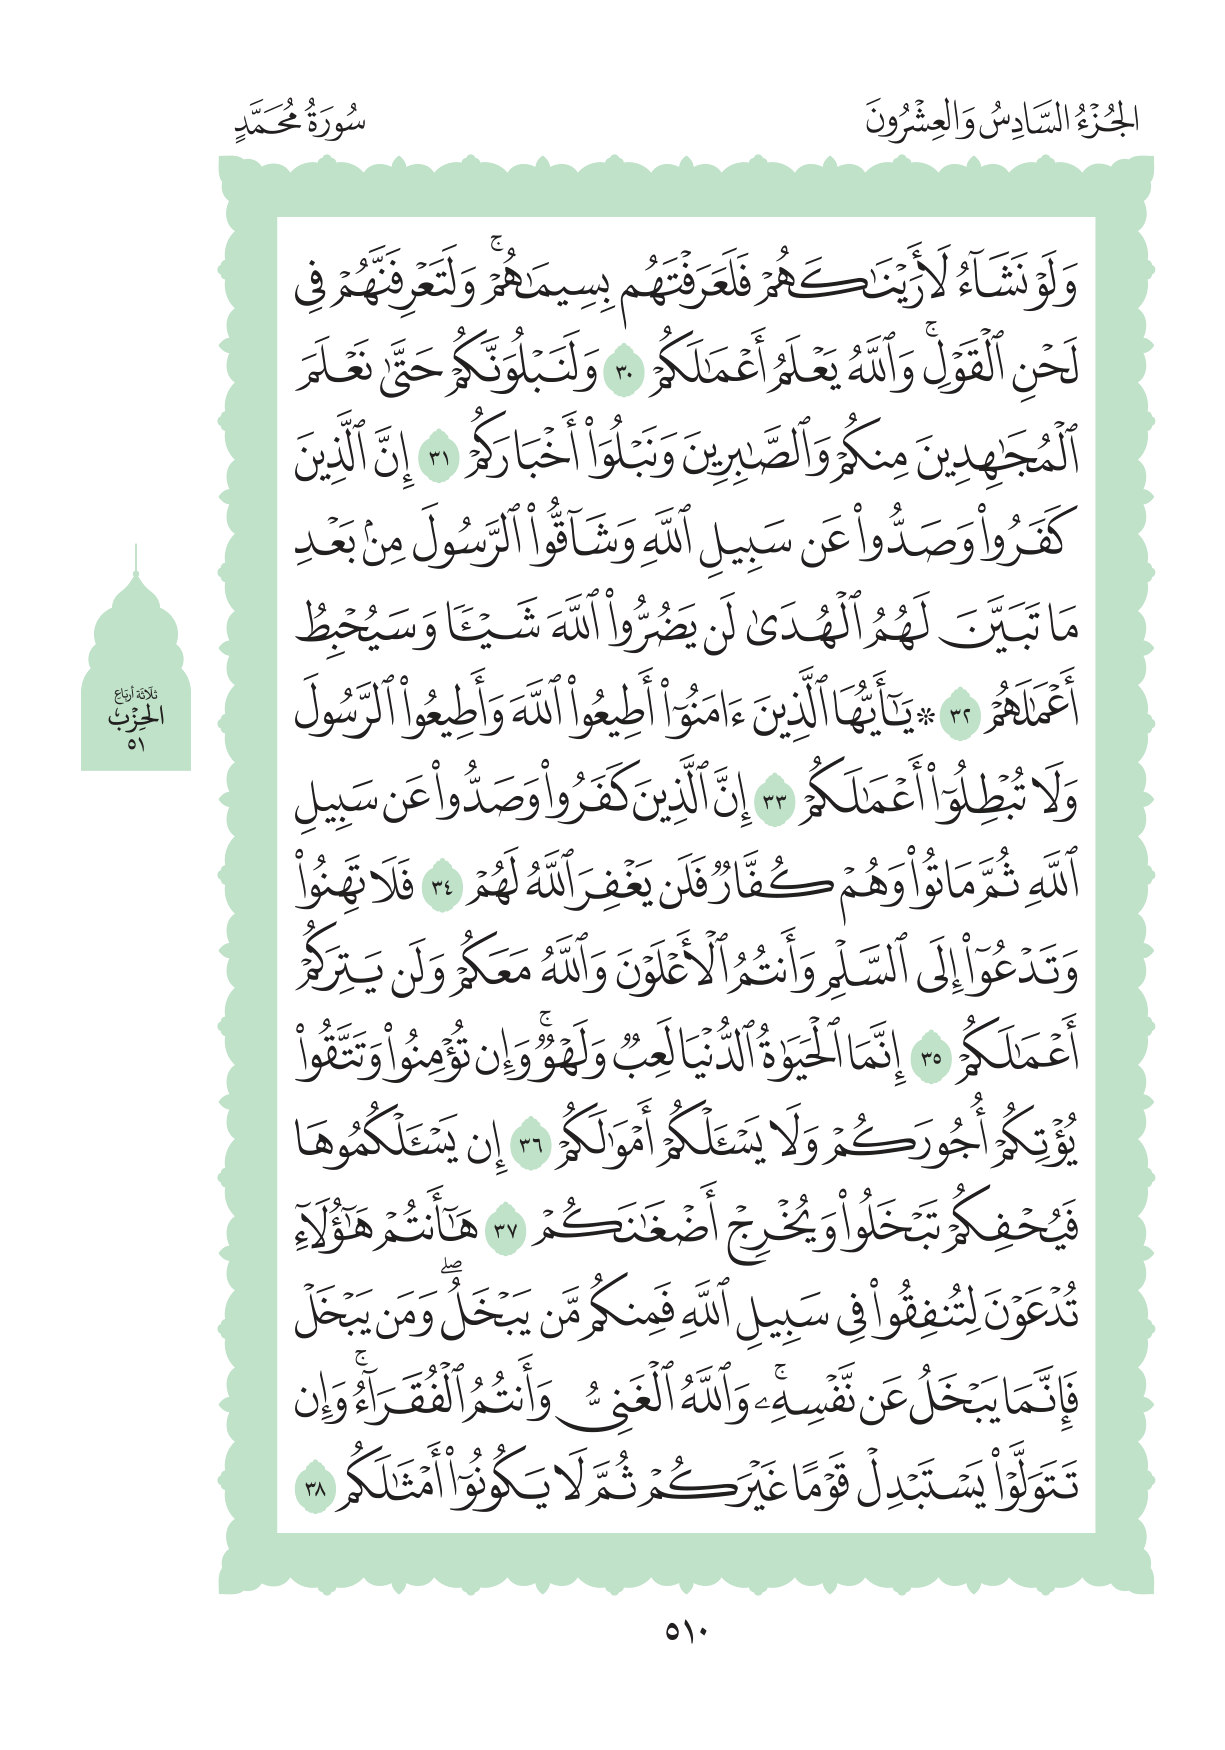 الجُزْءُ السَّادِسُ وَالعِشْرُونَ
سُورَةُ مُحَمَّدٍ
وَلَوْ نَشَآءُ لَأَرَيْنَٰكَهُمْ فَلَعَرَفْتَهُم بِسِيمَٰهُمْۚ وَلَتَعْرِفَنَّهُمْ فِى
لَحْنِ ٱلْقَوْلِۚ وَٱللَّهُ يَعْلَمُ أَعْمَٰلَكُمْ ٣٠ وَلَنَبْلُوَنَّكُمْ حَتَّىٰ نَعْلَمَ
ٱلْمُجَٰهِدِينَ مِنكُمْ وَٱلصَّٰبِرِينَ وَنَبْلُوَا۟ أَخْبَارَكُمْ ٣١ إِنَّ ٱلَّذِينَ
كَفَرُوا۟ وَصَدُّوا۟ عَن سَبِيلِ ٱللَّهِ وَشَآقُّوا۟ ٱلرَّسُولَ مِنۢ بَعْدِ
مَا تَبَيَّنَ لَهُمُ ٱلْهُدَىٰ لَن يَضُرُّوا۟ ٱللَّهَ شَيْـًٔا وَسَيُحْبِطُ
أَعْمَٰلَهُمْ ٣٢ ۞ يَٰٓأَيُّهَا ٱلَّذِينَ ءَامَنُوٓا۟ أَطِيعُوا۟ ٱللَّهَ وَأَطِيعُوا۟ ٱلرَّسُولَ
وَلَا تُبْطِلُوٓا۟ أَعْمَٰلَكُمْ ٣٣ إِنَّ ٱلَّذِينَ كَفَرُوا۟ وَصَدُّوا۟ عَن سَبِيلِ
ٱللَّهِ ثُمَّ مَاتُوا۟ وَهُمْ كُفَّارٌ فَلَن يَغْفِرَ ٱللَّهُ لَهُمْ ٣٤ فَلَا تَهِنُوا۟
وَتَدْعُوٓا۟ إِلَى ٱلسَّلْمِ وَأَنتُمُ ٱلْأَعْلَوْنَ وَٱللَّهُ مَعَكُمْ وَلَن يَتِرَكُمْ
أَعْمَٰلَكُمْ ٣٥ إِنَّمَا ٱلْحَيَوٰةُ ٱلدُّنْيَا لَعِبٌ وَلَهْوٌۚ وَإِن تُؤْمِنُوا۟ وَتَتَّقُوا۟
يُؤْتِكُمْ أُجُورَكُمْ وَلَا يَسْـَٔلْكُمْ أَمْوَٰلَكُمْ ٣٦ إِن يَسْـَٔلْكُمُوهَا
فَيُحْفِكُمْ تَبْخَلُوا۟ وَيُخْرِجْ أَضْغَٰنَكُمْ ٣٧ هَٰٓأَنتُمْ هَٰٓؤُلَآءِ
تُدْعَوْنَ لِتُنفِقُوا۟ فِى سَبِيلِ ٱللَّهِ فَمِنكُم مَّن يَبْخَلُۖ وَمَن يَبْخَلْ
فَإِنَّمَا يَبْخَلُ عَن نَّفْسِهِۦۚ وَٱللَّهُ ٱلْغَنِىُّ وَأَنتُمُ ٱلْفُقَرَآءُۚ وَإِن
تَتَوَلَّوْا۟ يَسْتَبْدِلْ قَوْمًا غَيْرَكُمْ ثُمَّ لَا يَكُونُوٓا۟ أَمْثَٰلَكُم ٣٨
ثَلَاثَة أَربَاع
الحِزْب
٥١
٥١٠